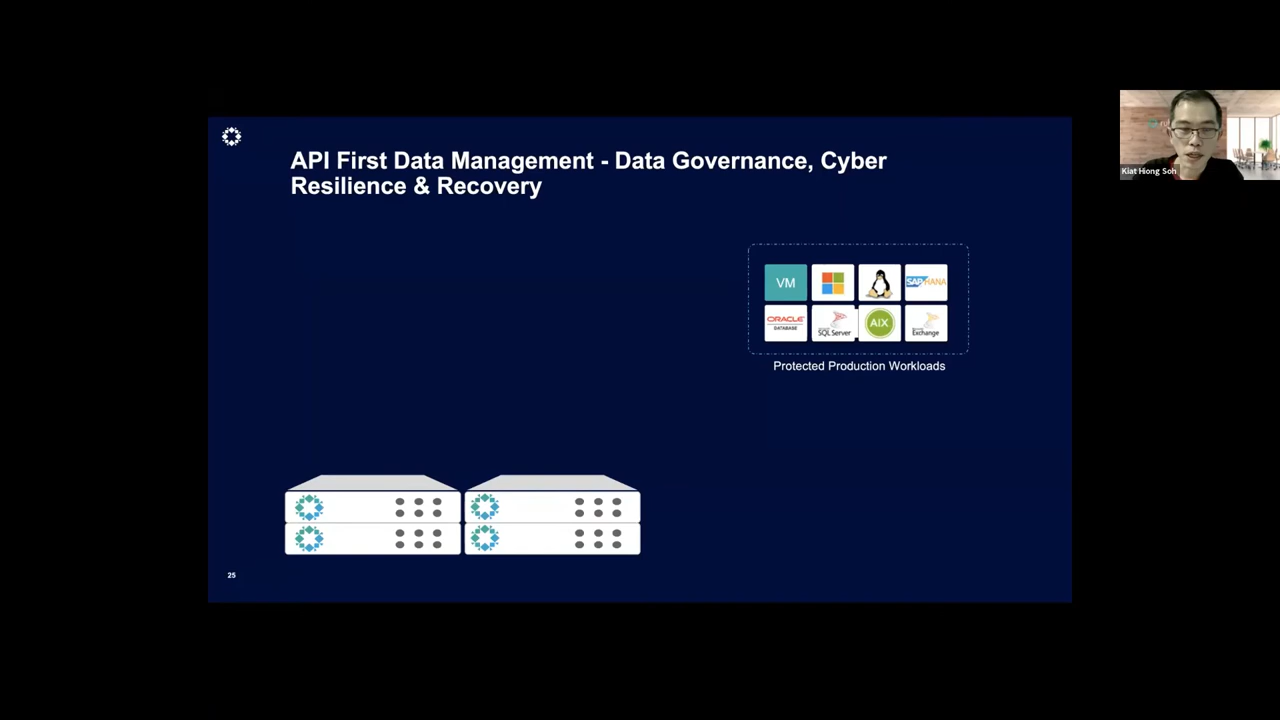 API First Data Management - Data Governance, Cyber
Resilience & Recovery
Kiat Hiong Soh
VM
SAP HANA
ORACLE
DATABASE
SQL Server
AIX
Exchange
Protected Production Workloads
25